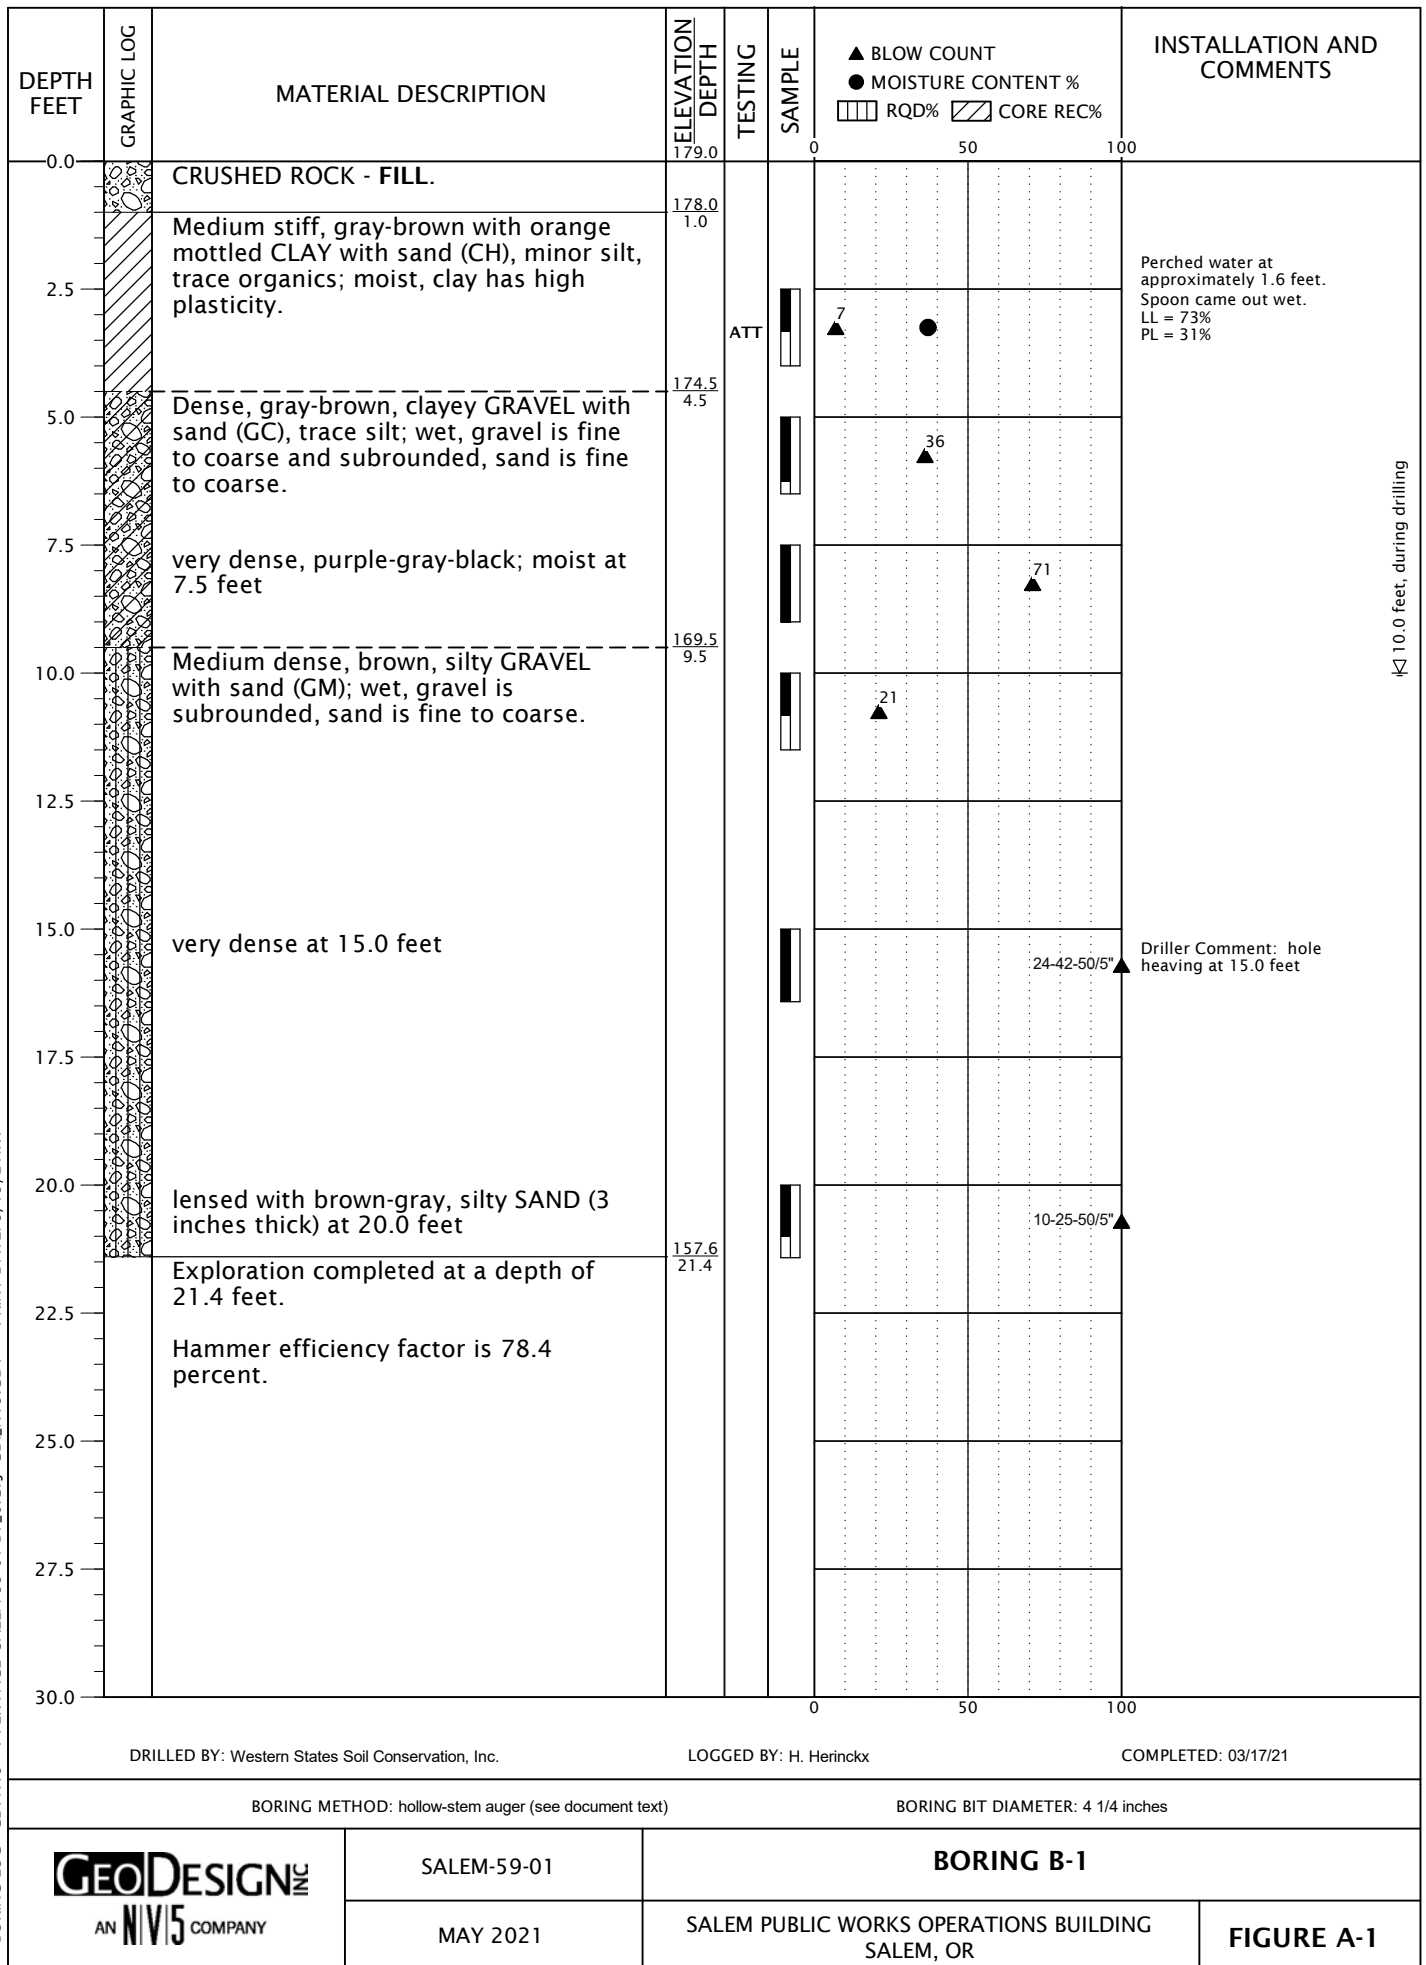 DEPTH
FEET
GRAPHIC LOG
MATERIAL DESCRIPTION
ELEVATION
DEPTH
TESTING
SAMPLE
▲ BLOW COUNT
● MOISTURE CONTENT %
RQD% CORE REC%
INSTALLATION AND
COMMENTS
0.0
179.0
0 50 100
CRUSHED ROCK - FILL.
178.0
1.0
Medium stiff, gray-brown with orange
mottled CLAY with sand (CH), minor silt,
trace organics; moist, clay has high
plasticity.
2.5
ATT
7
Perched water at
approximately 1.6 feet.
Spoon came out wet.
LL = 73%
PL = 31%
174.5
4.5
5.0
Dense, gray-brown, clayey GRAVEL with
sand (GC), trace silt; wet, gravel is fine
to coarse and subrounded, sand is fine
to coarse.
36
7.5
very dense, purple-gray-black; moist at
7.5 feet
71
10.0 feet, during drilling
169.5
9.5
10.0
Medium dense, brown, silty GRAVEL
with sand (GM); wet, gravel is
subrounded, sand is fine to coarse.
21
12.5
15.0
very dense at 15.0 feet
24-42-50/5"
Driller Comment: hole
heaving at 15.0 feet
17.5
20.0
lensed with brown-gray, silty SAND (3
inches thick) at 20.0 feet
10-25-50/5"
157.6
21.4
Exploration completed at a depth of
21.4 feet.
22.5
Hammer efficiency factor is 78.4
percent.
25.0
27.5
30.0
0 50 100
DRILLED BY: Western States Soil Conservation, Inc.
LOGGED BY: H. Herinckx
COMPLETED: 03/17/21
BORING METHOD: hollow-stem auger (see document text)
BORING BIT DIAMETER: 4 1/4 inches
GEODESIGN INC
AN N|V|5 COMPANY
SALEM-59-01
BORING B-1
MAY 2021
SALEM PUBLIC WORKS OPERATIONS BUILDING
SALEM, OR
FIGURE A-1